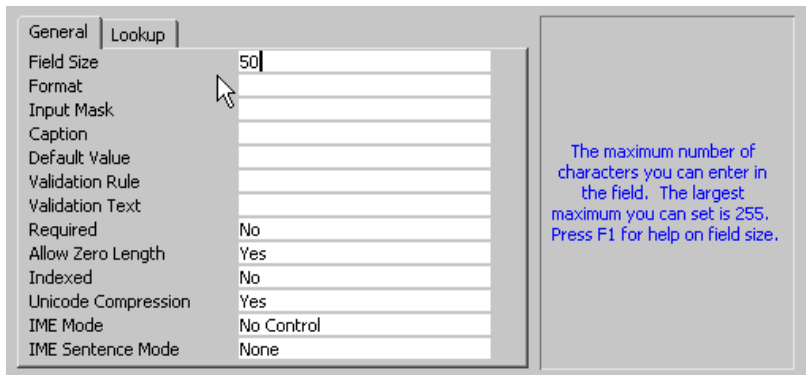 General Lookup
Field Size 50
Format
Input Mask
Caption
Default Value
Validation Rule
Validation Text
Required No
Allow Zero Length Yes
Indexed No
Unicode Compression Yes
IME Mode No Control
IME Sentence Mode None
The maximum number of
characters you can enter in
the field. The largest
maximum you can set is 255.
Press F1 for help on field size.